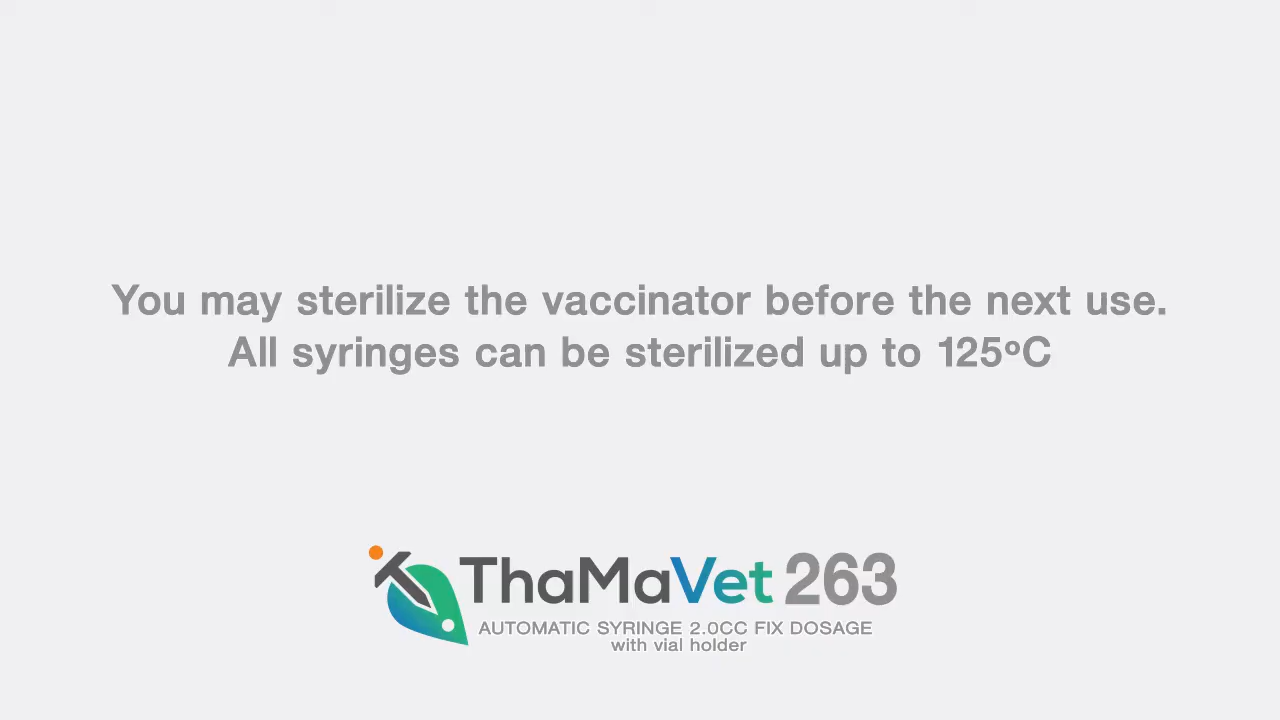 You may sterilize the vaccinator before the next use.
All syringes can be sterilized up to 125ºC
ThaMaVet 263
AUTOMATIC SYRINGE 2.0CC FIX DOSAGE
with vial holder